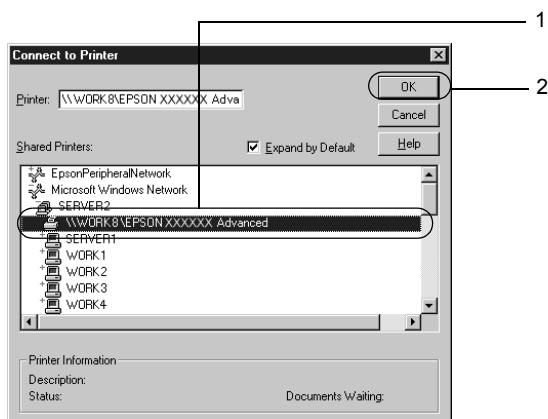 1
Connect to Printer
Printer: \\WORK8\EPSON XXXXXX Adva
OK
2
Cancel
Shared Printers:
Expand by Default
Help
EpsonPeripheralNetwork
Microsoft Windows Network
SERVER2
\\WORK8\EPSON XXXXXX Advanced
SERVER1
WORK1
WORK2
WORK3
WORK4
Printer Information
Description:
Status:
Documents Waiting: